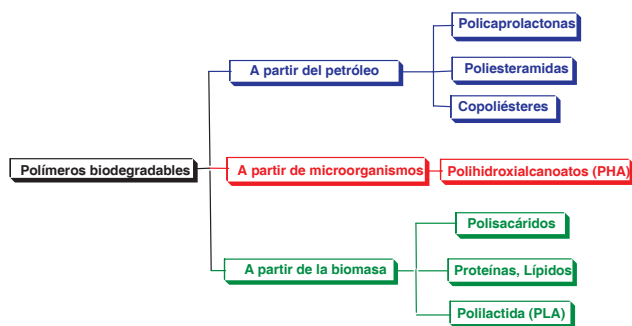 Polímeros biodegradables
A partir del petróleo
Policaprolactonas
Poliesteramidas
Copoliésteres
A partir de microorganismos
Polihidroxialcanoatos (PHA)
A partir de la biomasa
Polisacáridos
Proteínas, Lípidos
Polilactida (PLA)